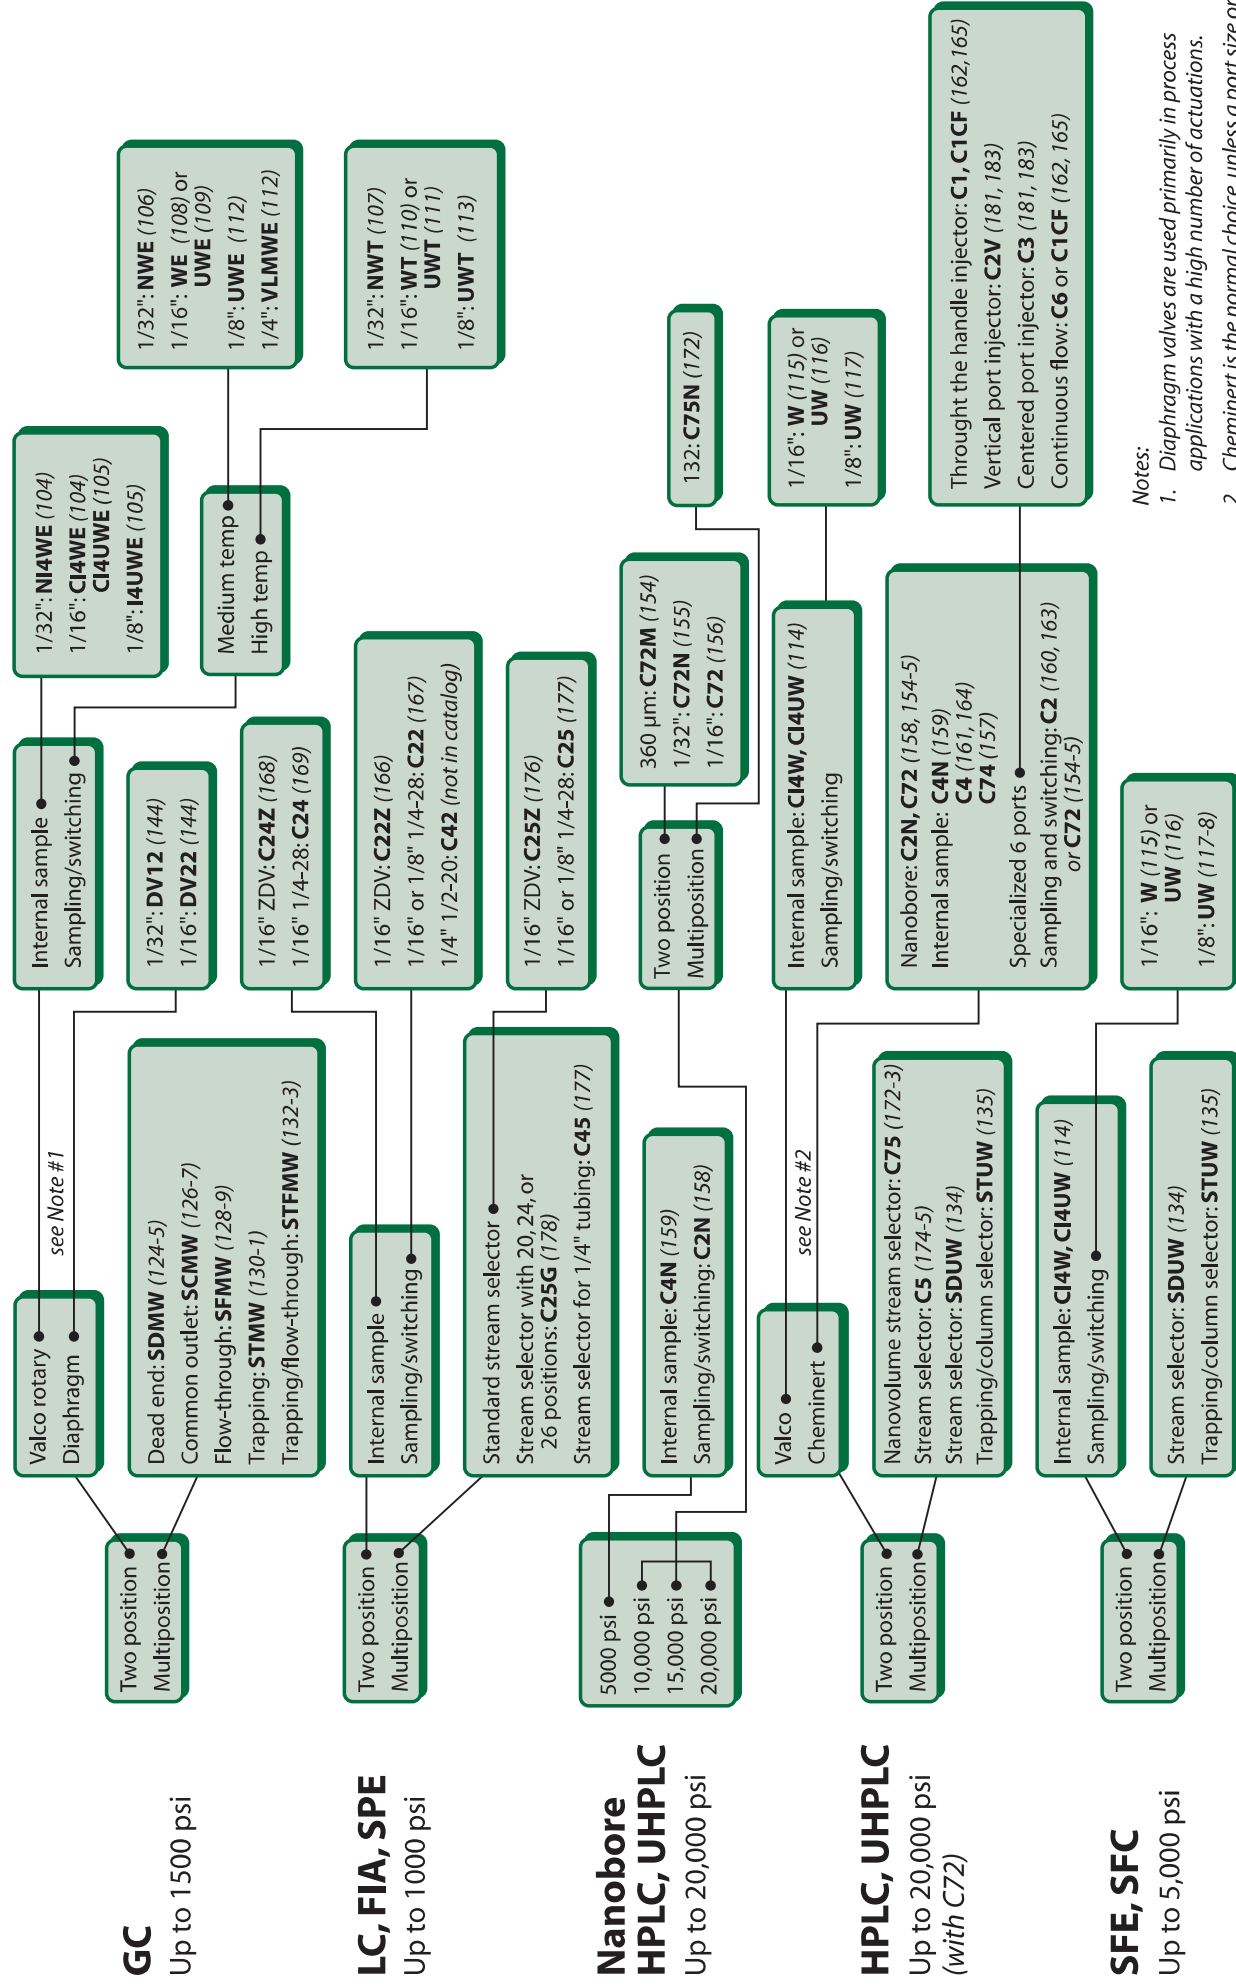 GC
Up to 1500 psi
Two position
Multiposition
Valco rotary
Diaphragm
see Note #1
Dead end: SDMW (124-5)
Common outlet: SCMW (126-7)
Flow-through: SFMW (128-9)
Trapping: STMW (130-1)
Trapping/flow-through: STFMW (132-3)
Internal sample
Sampling/switching
1/32": DV12 (144)
1/16": DV22 (144)
1/32": NI4WE (104)
1/16": CI4WE (104)
CI4UWE (105)
1/8": I4UWE (105)
Medium temp
High temp
1/32": NWE (106)
1/16": WE (108) or
UWE (109)
1/8": UWE (112)
1/4": VLMWE (112)
1/32": NWT (107)
1/16": WT (110) or
UWT (111)
1/8": UWT (113)
LC, FIA, SPE
Up to 1000 psi
Two position
Multiposition
Internal sample
Sampling/switching
Standard stream selector
Stream selector with 20, 24, or
26 positions: C25G (178)
Stream selector for 1/4" tubing: C45 (177)
1/16" ZDV: C24Z (168)
1/16" 1/4–28: C24 (169)
1/16" ZDV: C22Z (166)
1/16" or 1/8" 1/4–28: C22 (167)
1/4" 1/2-20: C42 (not in catalog)
1/16" ZDV: C25Z (176)
1/16" or 1/8" 1/4–28: C25 (177)
Nanobore
HPLC, UHPLC
Up to 20,000 psi
5000 psi
10,000 psi
15,000 psi
20,000 psi
Internal sample: C4N (159)
Sampling/switching: C2N (158)
Two position
Multiposition
360 µm: C72M (154)
1/32": C72N (155)
1/16": C72 (156)
132: C75N (172)
HPLC, UHPLC
Up to 20,000 psi
(with C72)
Two position
Multiposition
Valco
Cheminert
see Note #2
Nanovolume stream selector: C75 (172-3)
Stream selector: C5 (174-5)
Stream selector: SDUW (134)
Trapping/column selector: STUW (135)
Internal sample: CI4W, CI4UW (114)
Sampling/switching
1/16": W (115) or
UW (116)
1/8": UW (117)
Nanobore: C2N, C72 (158, 154-5)
Internal sample: C4N (159)
C4 (161, 164)
C74 (157)
Specialized 6 ports
Sampling and switching: C2 (160, 163)
or C72 (154-5)
Throught the handle injector: C1, C1CF (162,165)
Vertical port injector: C2V (181, 183)
Centered port injector: C3 (181, 183)
Continuous flow: C6 or C1CF (162, 165)
SFE, SFC
Up to 5,000 psi
Two position
Multiposition
Internal sample: CI4W, CI4UW (114)
Sampling/switching
Stream selector: SDUW (134)
Trapping/column selector: STUW (135)
1/16": W (115) or
UW (116)
1/8": UW (117-8)
Notes:
1. Diaphragm valves are used primarily in process
applications with a high number of actuations.
2. Cheminert is the normal choice, unless a port size or